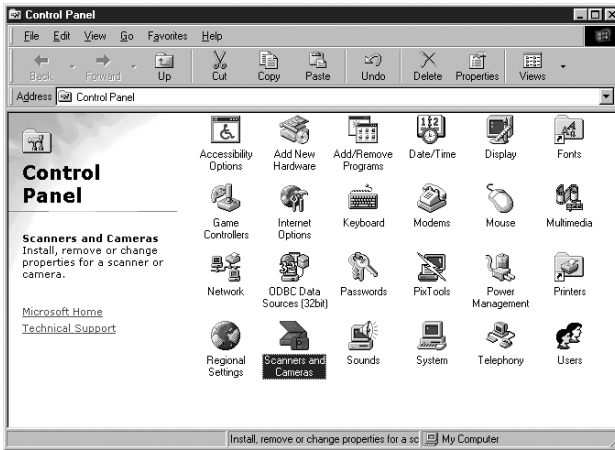 Control Panel
File Edit View Go Favorites Help
Back Forward Up Cut Copy Paste Undo Delete Properties Views
Address Control Panel
Control
Panel
Scanners and Cameras
Install, remove or change
properties for a scanner or
camera.
Microsoft Home
Technical Support
Accessibility
Options
Add New
Hardware
Add/Remove
Programs
Date/Time
Display
Fonts
Game
Controllers
Internet
Options
Keyboard
Modems
Mouse
Multimedia
Network
ODBC Data
Sources (32bit)
Passwords
PixTools
Power
Management
Printers
Regional
Settings
Scanners and
Cameras
Sounds
System
Telephony
Users
Install, remove or change properties for a sc My Computer